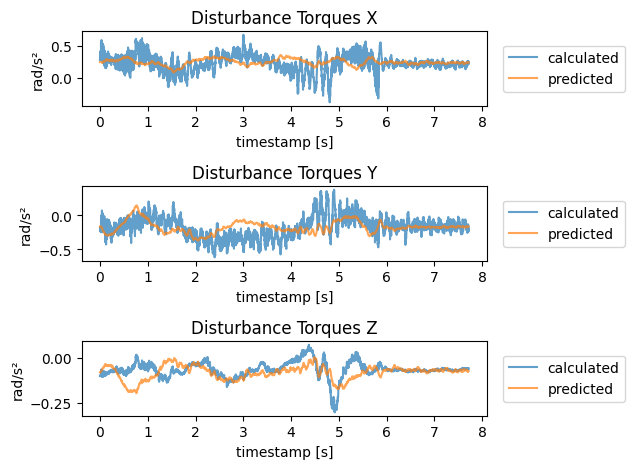 Disturbance Torques X
0.5
0.0
rad/s²
0 1 2 3 4 5 6 7 8
timestamp [s]
calculated
predicted
Disturbance Torques Y
0.0
−0.5
rad/s²
0 1 2 3 4 5 6 7 8
timestamp [s]
calculated
predicted
Disturbance Torques Z
0.00
−0.25
rad/s²
0 1 2 3 4 5 6 7 8
timestamp [s]
calculated
predicted